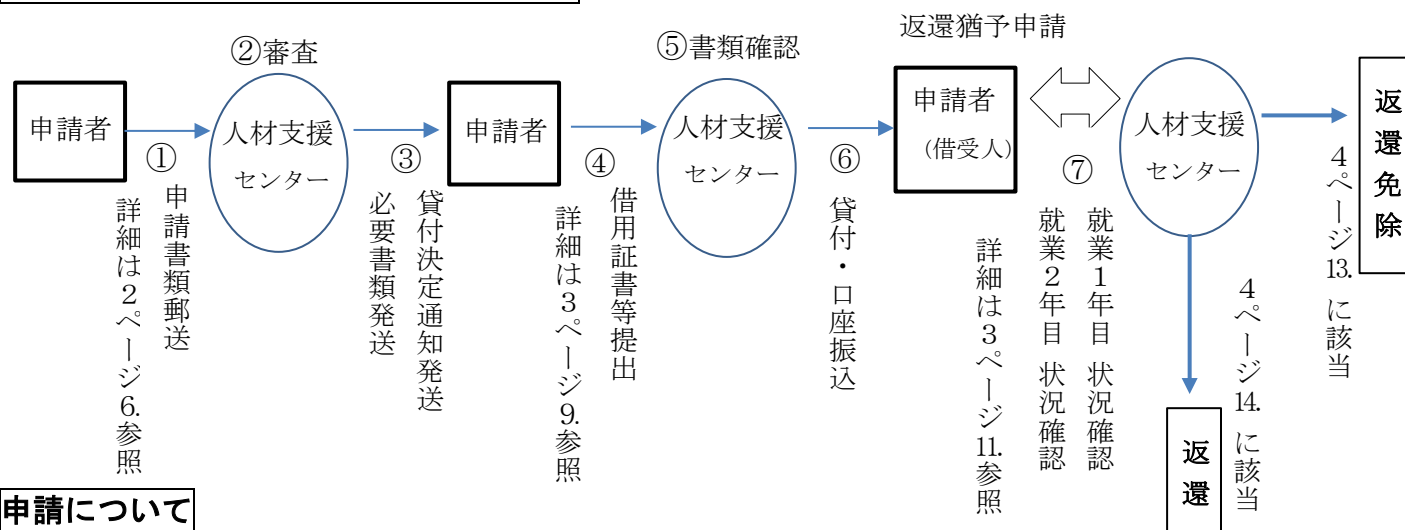 申請者
①
申請書類郵送
詳細は２ページ6.参照
②審査
人材支援
センター
③
貸付決定通知発送
必要書類発送
申請者
④
借用証書等提出
詳細は３ページ9.参照
⑤書類確認
人材支援
センター
⑥
貸付・口座振込
返還猶予申請
申請者
(借受人)
⑦
就業１年目 状況確認
就業２年目 状況確認
詳細は３ページ11.参照
人材支援
センター
4ページ13.に該当
返還免除
4ページ14.に該当
返還
申請について